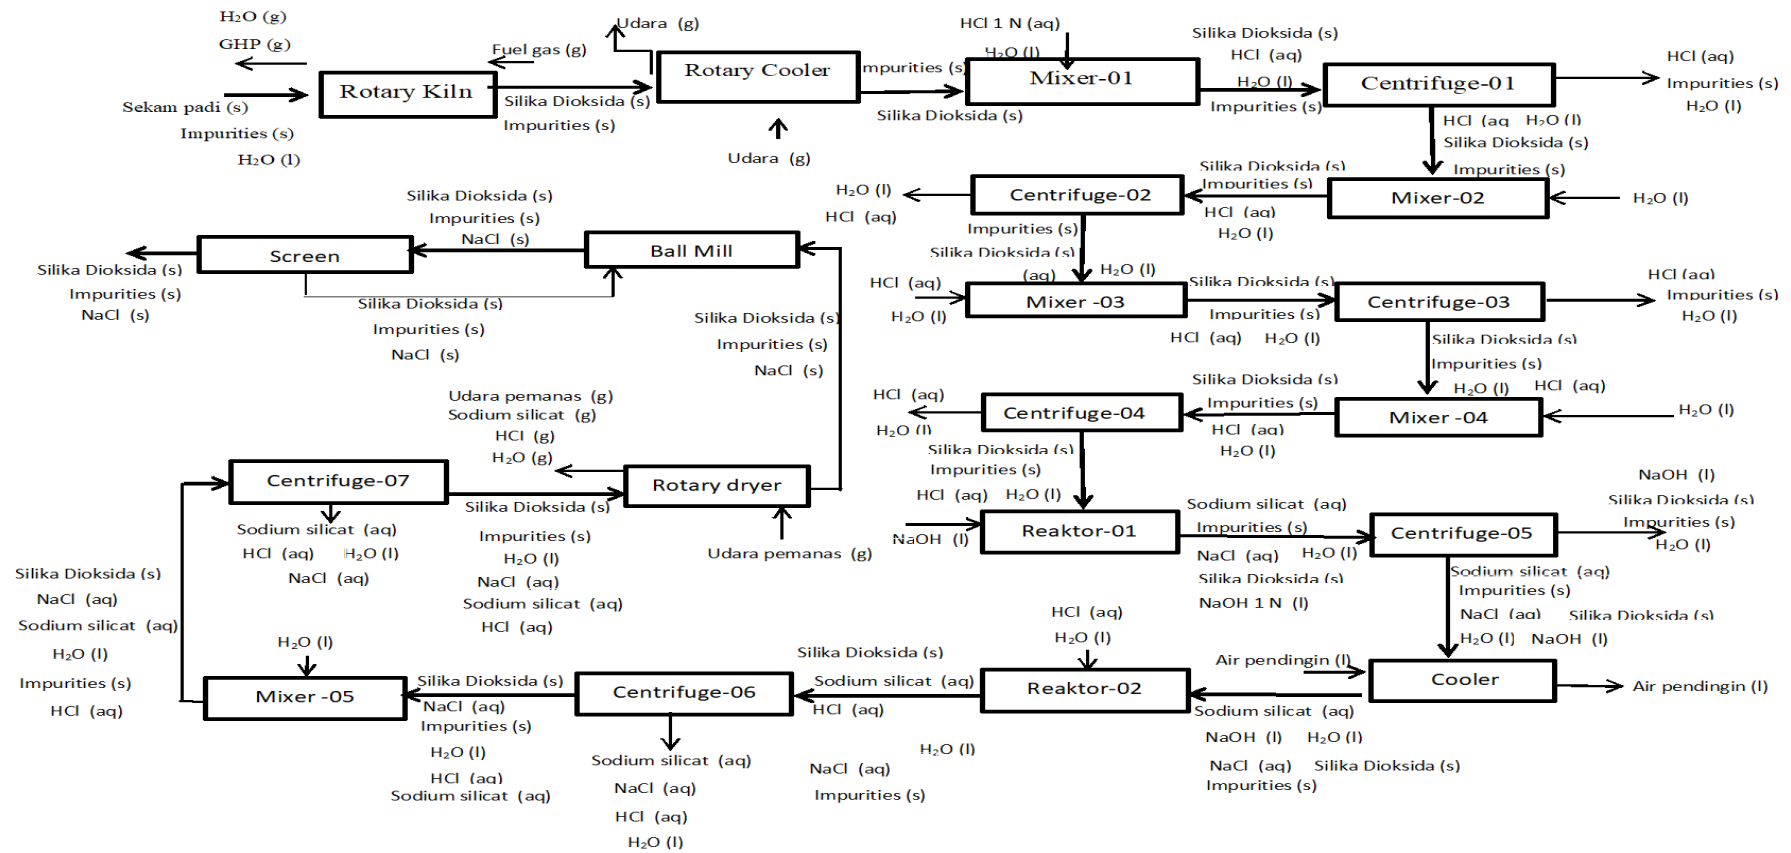 H₂O (g)
GHP (g)
Fuel gas (g)
Sekam padi (s)
Impurities (s)
H₂O (l)
Rotary Kiln
Silika Dioksida (s)
Impurities (s)
Udara (g)
Rotary Cooler
Udara (g)
Impurities (s)
Silika Dioksida (s)
HCl 1 N (aq)
H₂O (l)
Mixer-01
Silika Dioksida (s)
HCl (aq)
H₂O (l)
Impurities (s)
Centrifuge-01
HCl (aq)
Impurities (s)
H₂O (l)
HCl (aq H₂O (l)
Silika Dioksida (s)
Impurities (s)
Mixer-02
H₂O (l)
Silika Dioksida (s)
Impurities (s)
HCl (aq)
H₂O (l)
Centrifuge-02
H₂O (l)
HCl (aq)
Impurities (s)
Silika Dioksida (s)
(aq) H₂O (l)
HCl (aq)
H₂O (l)
Mixer -03
Silika Dioksida (s)
Impurities (s)
HCl (aq) H₂O (l)
Centrifuge-03
HCl (aq)
Impurities (s)
H₂O (l)
Silika Dioksida (s)
Impurities (s)
H₂O (l) HCl (aq)
Mixer -04
H₂O (l)
Silika Dioksida (s)
Impurities (s)
HCl (aq)
H₂O (l)
Centrifuge-04
HCl (aq)
H₂O (l)
Silika Dioksida (s)
Impurities (s)
HCl (aq) H₂O (l)
NaOH (l)
Reaktor-01
Sodium silicat (aq)
Impurities (s)
NaCl (aq) H₂O (l)
Silika Dioksida (s)
NaOH 1 N (l)
Centrifuge-05
NaOH (l)
Silika Dioksida (s)
Impurities (s)
H₂O (l)
Sodium silicat (aq)
Impurities (s)
NaCl (aq) Silika Dioksida (s)
H₂O (l) NaOH (l)
Air pendingin (l)
Cooler
Air pendingin (l)
Sodium silicat (aq)
NaOH (l) H₂O (l)
NaCl (aq) Silika Dioksida (s)
Impurities (s)
HCl (aq)
H₂O (l)
Reaktor-02
Silika Dioksida (s)
Sodium silicat (aq)
HCl (aq)
H₂O (l)
NaCl (aq)
Impurities (s)
Centrifuge-06
Sodium silicat (aq)
NaCl (aq)
HCl (aq)
H₂O (l)
Silika Dioksida (s)
NaCl (aq)
Impurities (s)
H₂O (l)
HCl (aq)
Sodium silicat (aq)
H₂O (l)
Mixer -05
Silika Dioksida (s)
NaCl (aq)
Sodium silicat (aq)
H₂O (l)
Impurities (s)
HCl (aq)
Centrifuge-07
Sodium silicat (aq)
HCl (aq) H₂O (l)
NaCl (aq)
Silika Dioksida (s)
Impurities (s)
H₂O (l)
NaCl (aq)
Sodium silicat (aq)
HCl (aq)
Udara pemanas (g)
Sodium silicat (g)
HCl (g)
H₂O (g)
Rotary dryer
Udara pemanas (g)
Silika Dioksida (s)
Impurities (s)
NaCl (s)
Ball Mill
Silika Dioksida (s)
Impurities (s)
NaCl (s)
Screen
Silika Dioksida (s)
Impurities (s)
NaCl (s)
Silika Dioksida (s)
Impurities (s)
NaCl (s)